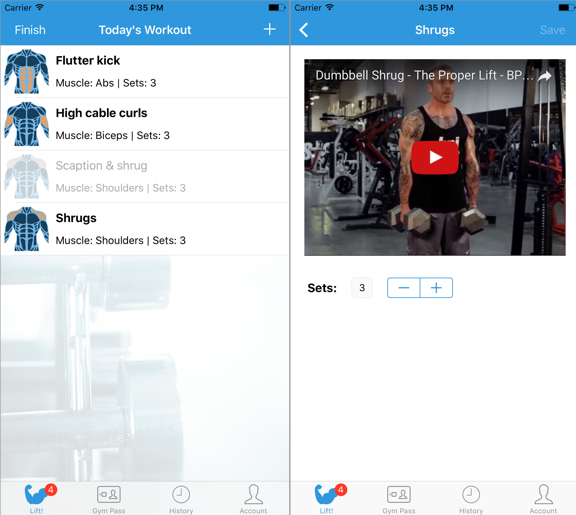 Carrier 4:35 PM
Finish Today's Workout +
Flutter kick
Muscle: Abs | Sets: 3
High cable curls
Muscle: Biceps | Sets: 3
Scaption & shrug
Muscle: Shoulders | Sets: 3
Shrugs
Muscle: Shoulders | Sets: 3
4
Lift! Gym Pass History Account
Carrier 4:35 PM
Shrugs Save
Dumbbell Shrug - The Proper Lift - BP...
Sets: 3 − +
4
Lift! Gym Pass History Account